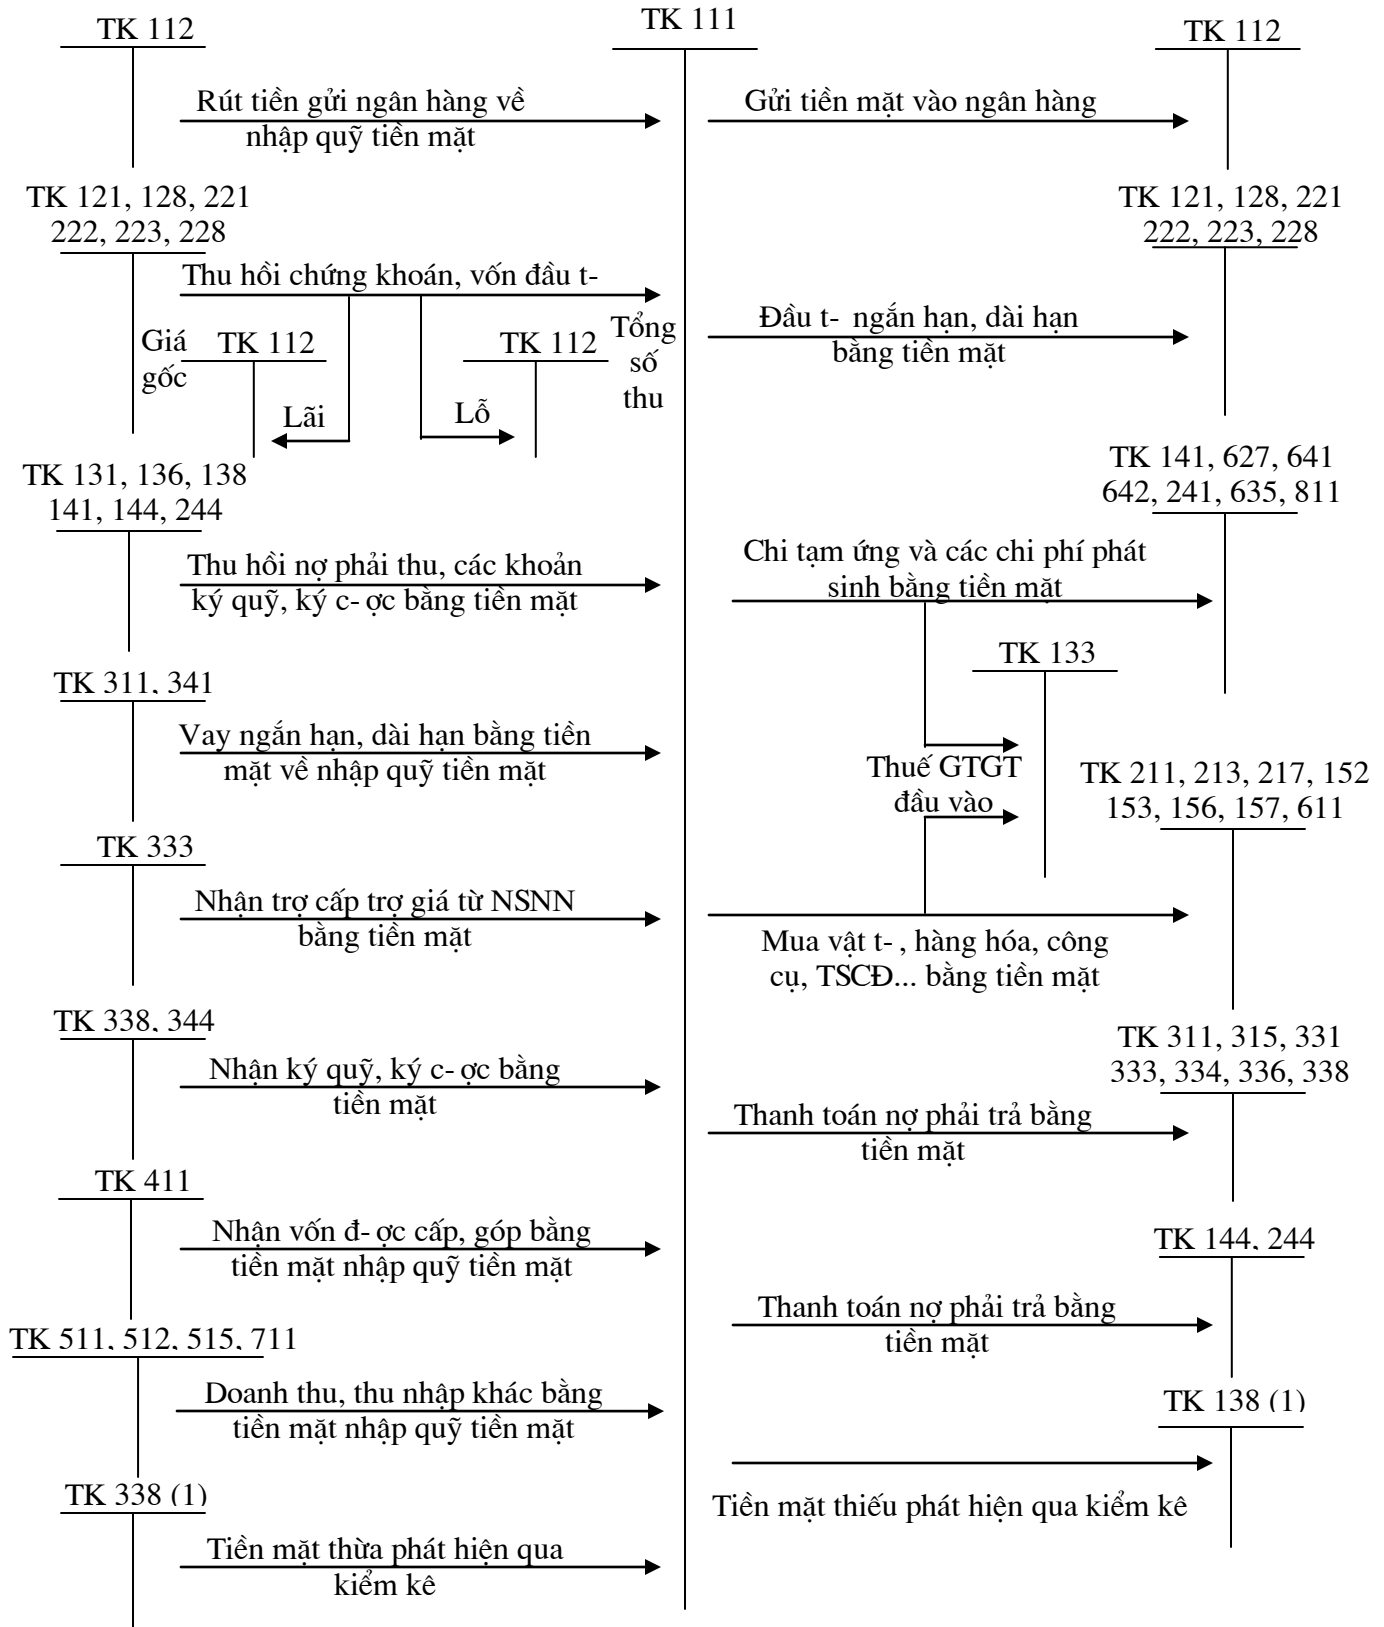 TK 112
TK 111
TK 112
Rút tiền gửi ngân hàng về
nhập quỹ tiền mặt
Gửi tiền mặt vào ngân hàng
TK 121, 128, 221
222, 223, 228
TK 121, 128, 221
222, 223, 228
Thu hồi chứng khoán, vốn đầu t-
Giá
gốc
TK 112
TK 112
Tổng
số
thu
Lãi
Lỗ
Đầu t- ngắn hạn, dài hạn
bằng tiền mặt
TK 131, 136, 138
141, 144, 244
TK 141, 627, 641
642, 241, 635, 811
Thu hồi nợ phải thu, các khoản
ký quỹ, ký c- ợc bằng tiền mặt
Chi tạm ứng và các chi phí phát
sinh bằng tiền mặt
TK 133
TK 311, 341
Vay ngắn hạn, dài hạn bằng tiền
mặt về nhập quỹ tiền mặt
Thuế GTGT
đầu vào
TK 211, 213, 217, 152
153, 156, 157, 611
TK 333
Nhận trợ cấp trợ giá từ NSNN
bằng tiền mặt
Mua vật t- , hàng hóa, công
cụ, TSCĐ... bằng tiền mặt
TK 338, 344
Nhận ký quỹ, ký c- ợc bằng
tiền mặt
TK 311, 315, 331
333, 334, 336, 338
Thanh toán nợ phải trả bằng
tiền mặt
TK 411
Nhận vốn đ- ợc cấp, góp bằng
tiền mặt nhập quỹ tiền mặt
TK 144, 244
Thanh toán nợ phải trả bằng
tiền mặt
TK 511, 512, 515, 711
Doanh thu, thu nhập khác bằng
tiền mặt nhập quỹ tiền mặt
TK 138 (1)
Tiền mặt thiếu phát hiện qua kiểm kê
TK 338 (1)
Tiền mặt thừa phát hiện qua
kiểm kê